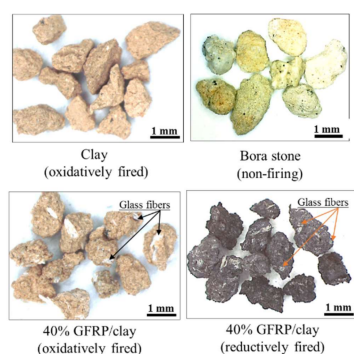 1 mm
1 mm
Clay
(oxidatively fired)
Bora stone
(non-firing)
Glass fibers
Glass fibers
1 mm
1 mm
40% GFRP/clay
(oxidatively fired)
40% GFRP/clay
(reductively fired)